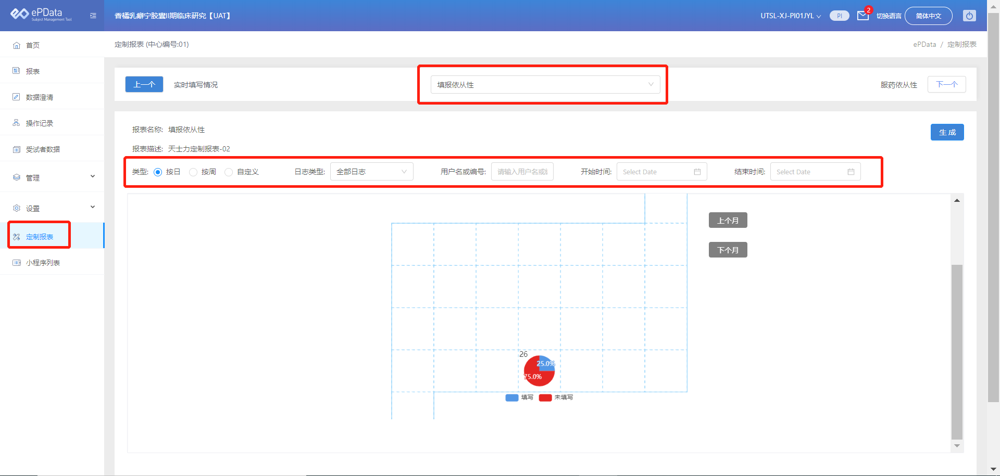 ePData
Subject Management Tool
香橘乳癖宁胶囊II期临床研究【UAT】
UTSL-XJ-PI01JYL
PI
2
切换语言
简体中文
首页
报表
数据澄清
操作记录
受试者数据
管理
设置
定制报表
小程序列表
定制报表 (中心编号:01)
ePData / 定制报表
上一个
实时填写情况
填报依从性
服药依从性
下一个
报表名称: 填报依从性
生 成
报表描述: 天士力定制报表-02
类型: 按日 按周 自定义
日志类型: 全部日志
用户名或编号: 请输入用户名或编
开始时间: Select Date
结束时间: Select Date
上个月
下个月
26
25.0%
75.0%
填写
未填写